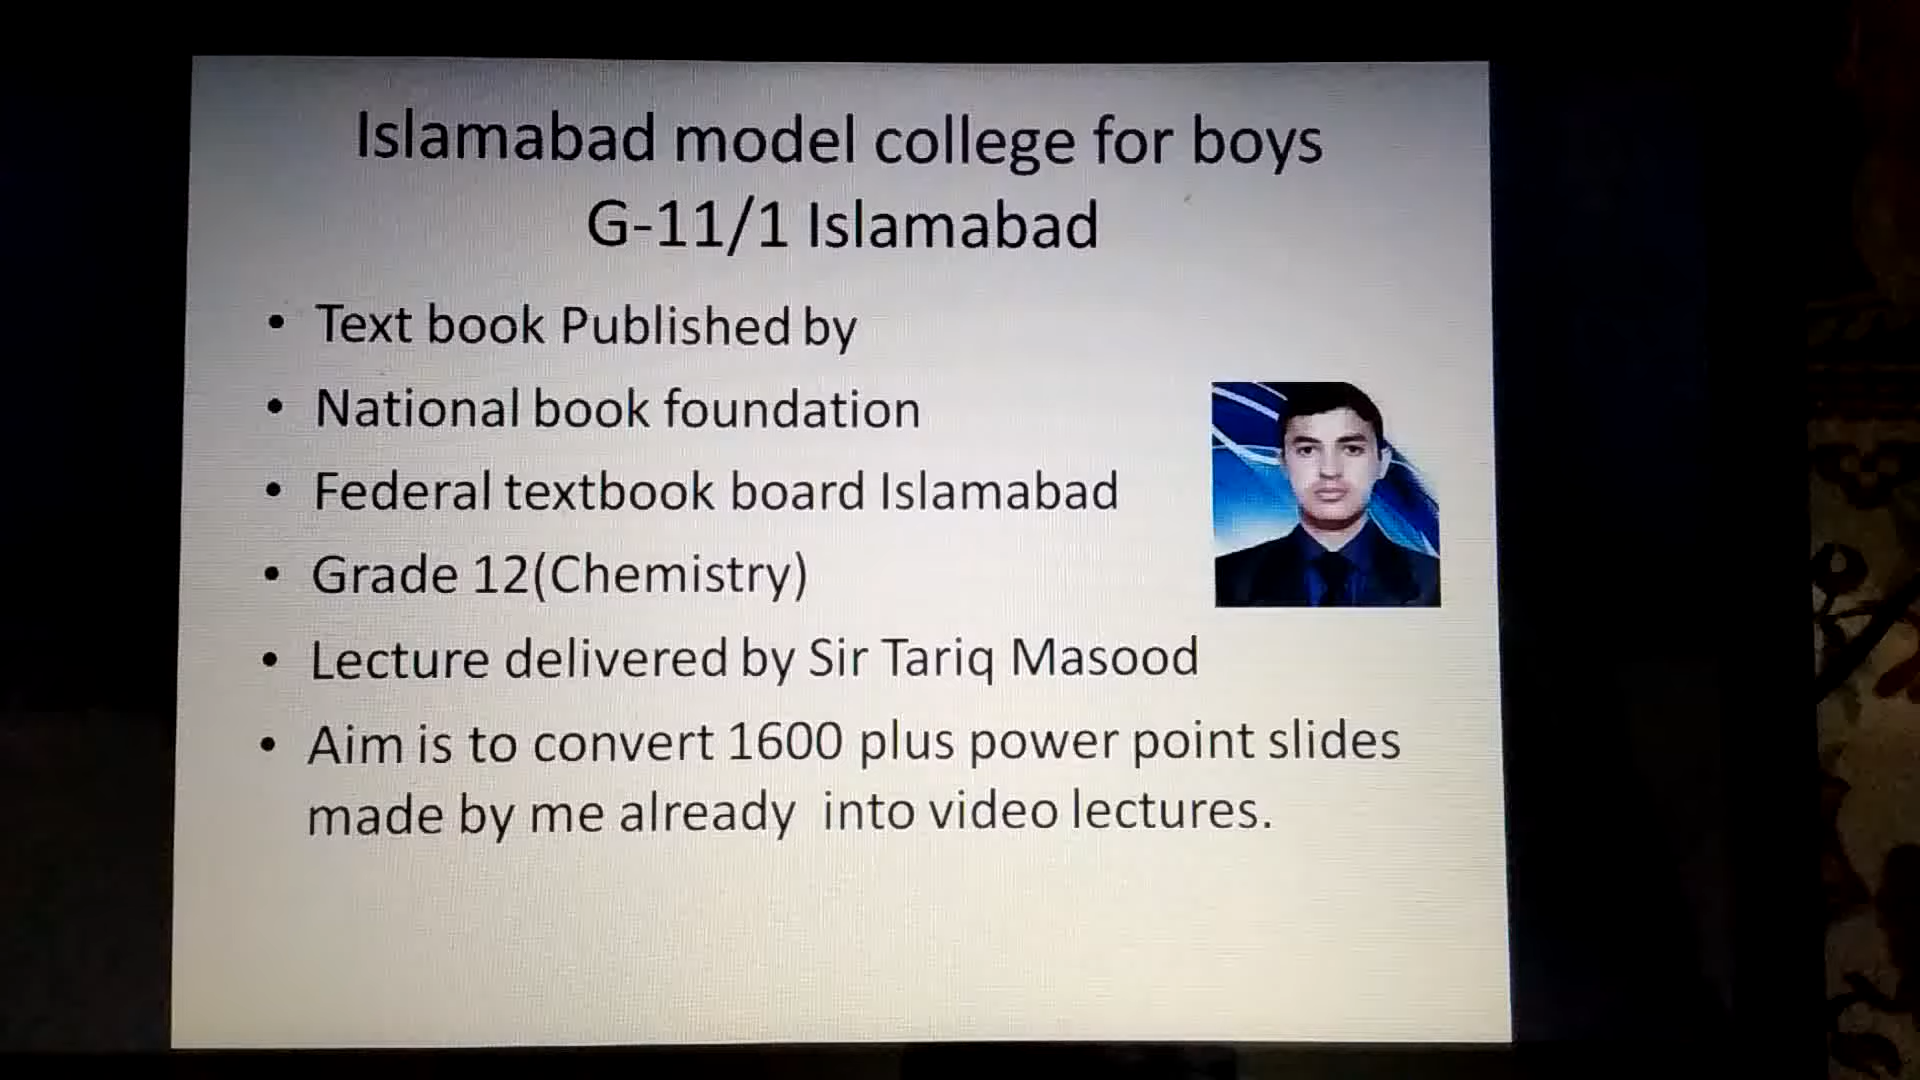 Islamabad model college for boys
G-11/1 Islamabad
• Text book Published by
• National book foundation
• Federal textbook board Islamabad
• Grade 12(Chemistry)
• Lecture delivered by Sir Tariq Masood
• Aim is to convert 1600 plus power point slides
made by me already into video lectures.